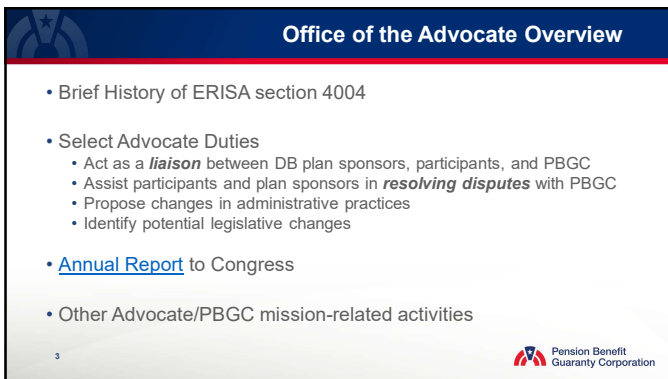 Office of the Advocate Overview
• Brief History of ERISA section 4004
• Select Advocate Duties
• Act as a liaison between DB plan sponsors, participants, and PBGC
• Assist participants and plan sponsors in resolving disputes with PBGC
• Propose changes in administrative practices
• Identify potential legislative changes
• Annual Report to Congress
• Other Advocate/PBGC mission-related activities
3
Pension Benefit
Guaranty Corporation